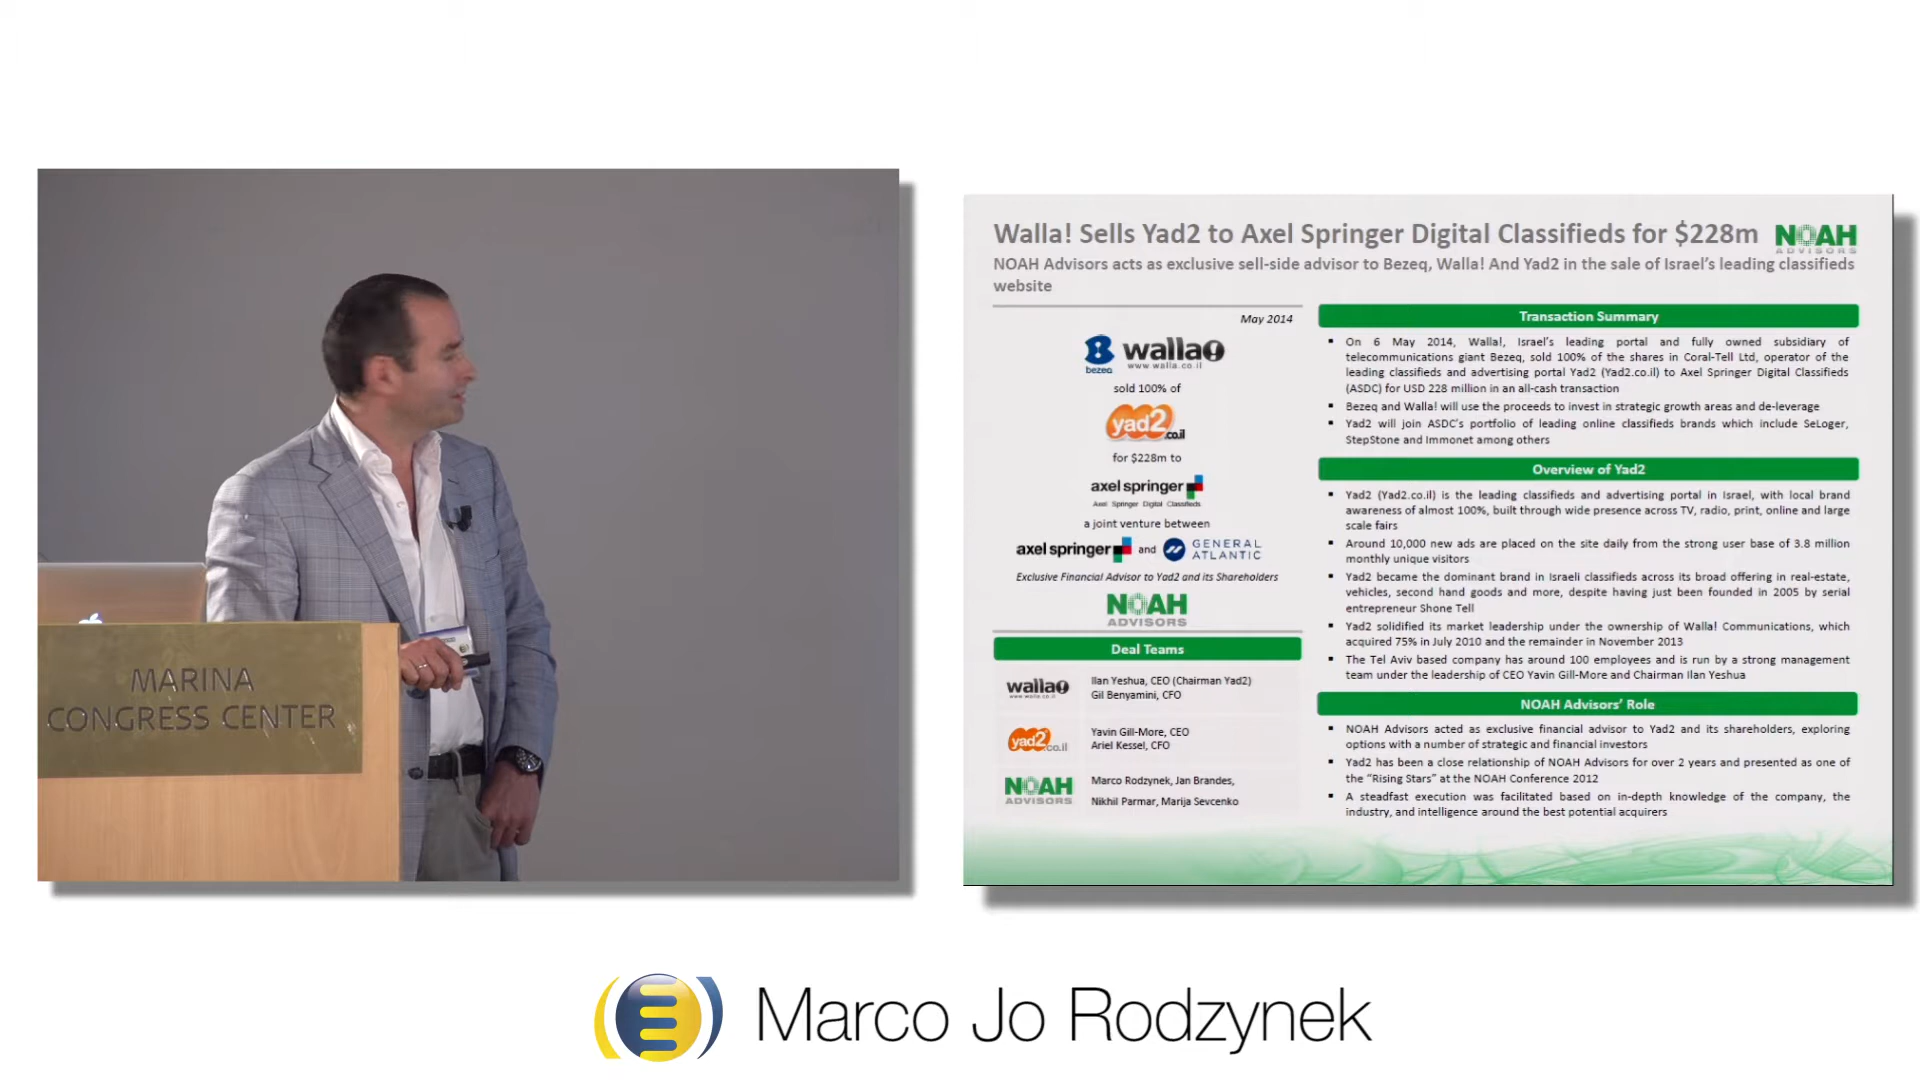 MARINA
CONGRESS CENTER
Walla! Sells Yad2 to Axel Springer Digital Classifieds for $228m
NOAH
ADVISORS
NOAH Advisors acts as exclusive sell-side advisor to Bezeq, Walla! And Yad2 in the sale of Israel's leading classifieds
website
May 2014
bezeq
walla!
www.walla.co.il
sold 100% of
yad2
.co.il
for $228m to
axel springer
Axel Springer Digital Classifieds
a joint venture between
axel springer and GENERAL
ATLANTIC
Exclusive Financial Advisor to Yad2 and its Shareholders
NOAH
ADVISORS
Deal Teams
walla!
www.walla.co.il
Ilan Yeshua, CEO (Chairman Yad2)
Gil Benyamini, CFO
yad2.co.il
Yavin Gill-More, CEO
Ariel Kessel, CFO
NOAH
ADVISORS
Marco Rodzynek, Jan Brandes,
Nikhil Parmar, Marija Sevcenko
Transaction Summary
▪ On 6 May 2014, Walla!, Israel's leading portal and fully owned subsidiary of
telecommunications giant Bezeq, sold 100% of the shares in Coral-Tell Ltd, operator of the
leading classifieds and advertising portal Yad2 (Yad2.co.il) to Axel Springer Digital Classifieds
(ASDC) for USD 228 million in an all-cash transaction
▪ Bezeq and Walla! will use the proceeds to invest in strategic growth areas and de-leverage
▪ Yad2 will join ASDC's portfolio of leading online classifieds brands which include SeLoger,
StepStone and Immonet among others
Overview of Yad2
▪ Yad2 (Yad2.co.il) is the leading classifieds and advertising portal in Israel, with local brand
awareness of almost 100%, built through wide presence across TV, radio, print, online and large
scale fairs
▪ Around 10,000 new ads are placed on the site daily from the strong user base of 3.8 million
monthly unique visitors
▪ Yad2 became the dominant brand in Israeli classifieds across its broad offering in real-estate,
vehicles, second hand goods and more, despite having just been founded in 2005 by serial
entrepreneur Shone Tell
▪ Yad2 solidified its market leadership under the ownership of Walla! Communications, which
acquired 75% in July 2010 and the remainder in November 2013
▪ The Tel Aviv based company has around 100 employees and is run by a strong management
team under the leadership of CEO Yavin Gill-More and Chairman Ilan Yeshua
NOAH Advisors' Role
▪ NOAH Advisors acted as exclusive financial advisor to Yad2 and its shareholders, exploring
options with a number of strategic and financial investors
▪ Yad2 has been a close relationship of NOAH Advisors for over 2 years and presented as one of
the "Rising Stars" at the NOAH Conference 2012
▪ A steadfast execution was facilitated based on in-depth knowledge of the company, the
industry, and intelligence around the best potential acquirers
Marco Jo Rodzynek